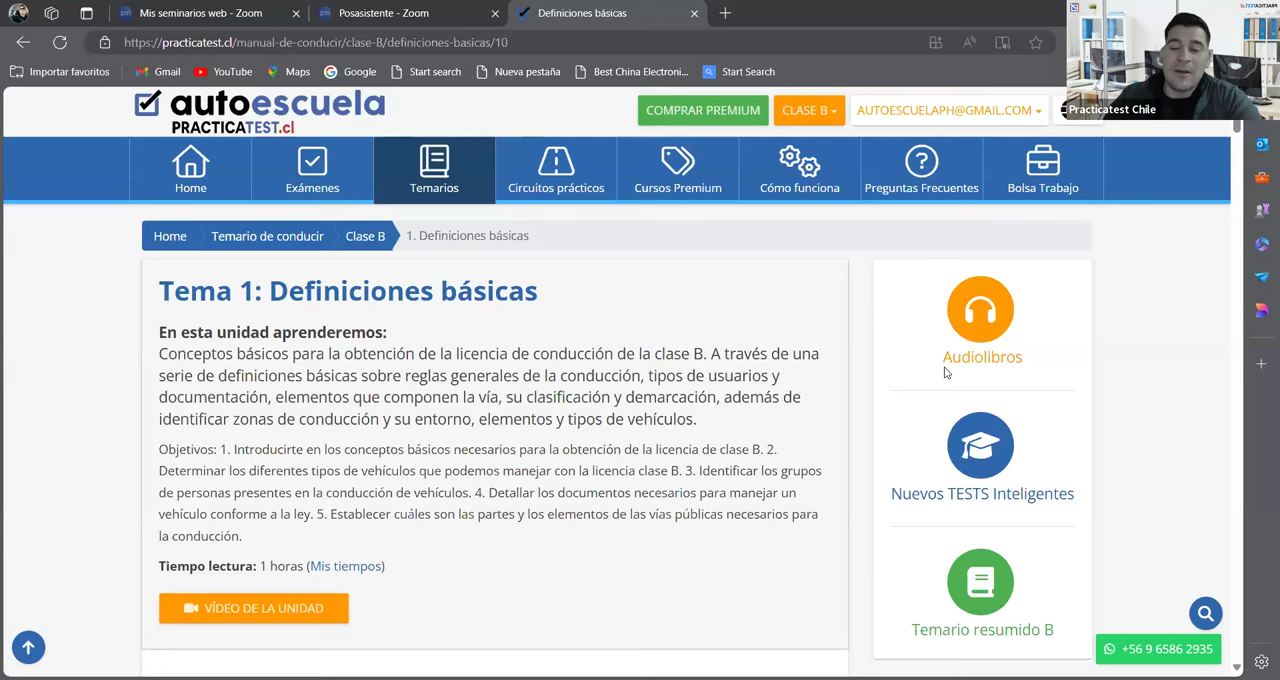 Mis seminarios web - Zoom
Posasistente - Zoom
Definiciones básicas
https://practicatest.cl/manual-de-conducir/clase-B/definiciones-basicas/10
Importar favoritos
Gmail
YouTube
Maps
Google
Start search
Nueva pestaña
Best China Electroni...
Start Search
Practicatest Chile
autoescuela
PRACTICATEST.cl
COMPRAR PREMIUM
CLASE B
AUTOESCUELAPH@GMAIL.COM
Home
Exámenes
Temarios
Circuitos prácticos
Cursos Premium
Cómo funciona
Preguntas Frecuentes
Bolsa Trabajo
Home
Temario de conducir
Clase B
1. Definiciones básicas
Tema 1: Definiciones básicas
En esta unidad aprenderemos:
Conceptos básicos para la obtención de la licencia de conducción de la clase B. A través de una
serie de definiciones básicas sobre reglas generales de la conducción, tipos de usuarios y
documentación, elementos que componen la vía, su clasificación y demarcación, además de
identificar zonas de conducción y su entorno, elementos y tipos de vehículos.
Objetivos: 1. Introducirte en los conceptos básicos necesarios para la obtención de la licencia de clase B. 2.
Determinar los diferentes tipos de vehículos que podemos manejar con la licencia clase B. 3. Identificar los grupos
de personas presentes en la conducción de vehículos. 4. Detallar los documentos necesarios para manejar un
vehículo conforme a la ley. 5. Establecer cuáles son las partes y los elementos de las vías públicas necesarios para
la conducción.
Tiempo lectura: 1 horas (Mis tiempos)
VÍDEO DE LA UNIDAD
Audiolibros
Nuevos TESTS Inteligentes
Temario resumido B
+56 9 6586 2935